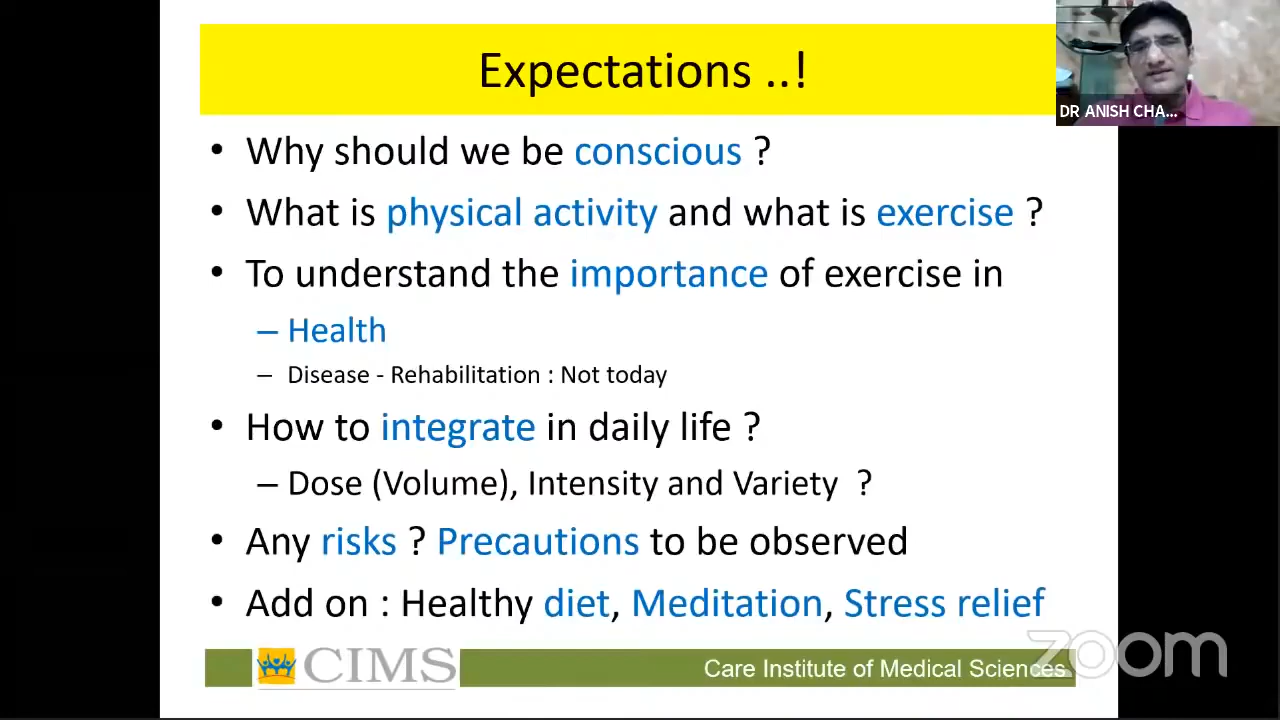 Expectations ..!
DR ANISH CHA...
• Why should we be conscious ?
• What is physical activity and what is exercise ?
• To understand the importance of exercise in
– Health
– Disease - Rehabilitation : Not today
• How to integrate in daily life ?
– Dose (Volume), Intensity and Variety ?
• Any risks ? Precautions to be observed
• Add on : Healthy diet, Meditation, Stress relief
CIMS
Care Institute of Medical Sciences
zoom